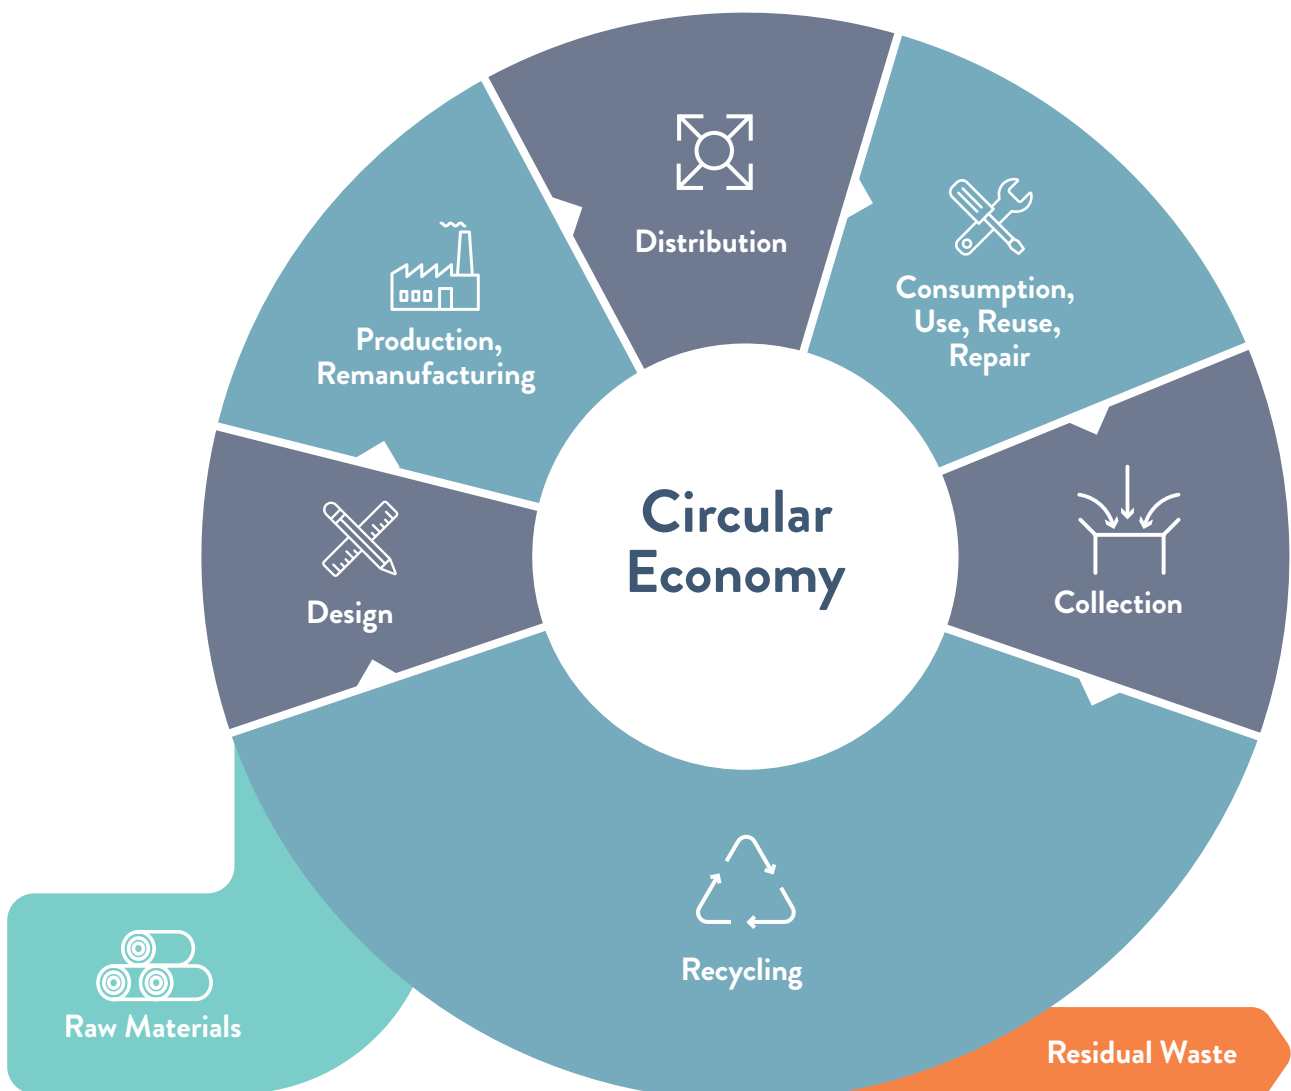 Distribution
Consumption,
Use, Reuse,
Repair
Production,
Remanufacturing
Circular
Economy
Design
Collection
Recycling
Raw Materials
Residual Waste